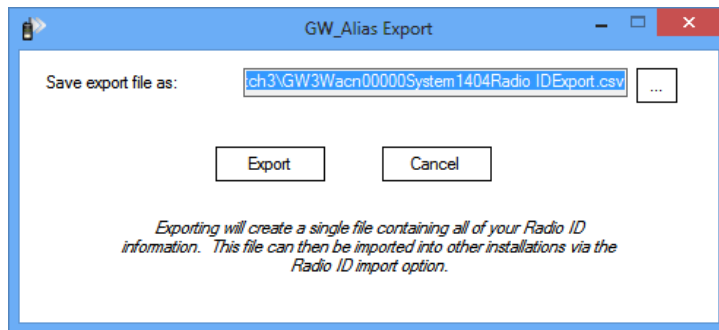 GW_Alias Export
Save export file as: :ch3\GW3Wacn00000System1404Radio IDExport.csv ...
Export Cancel
Exporting will create a single file containing all of your Radio ID
information. This file can then be imported into other installations via the
Radio ID import option.